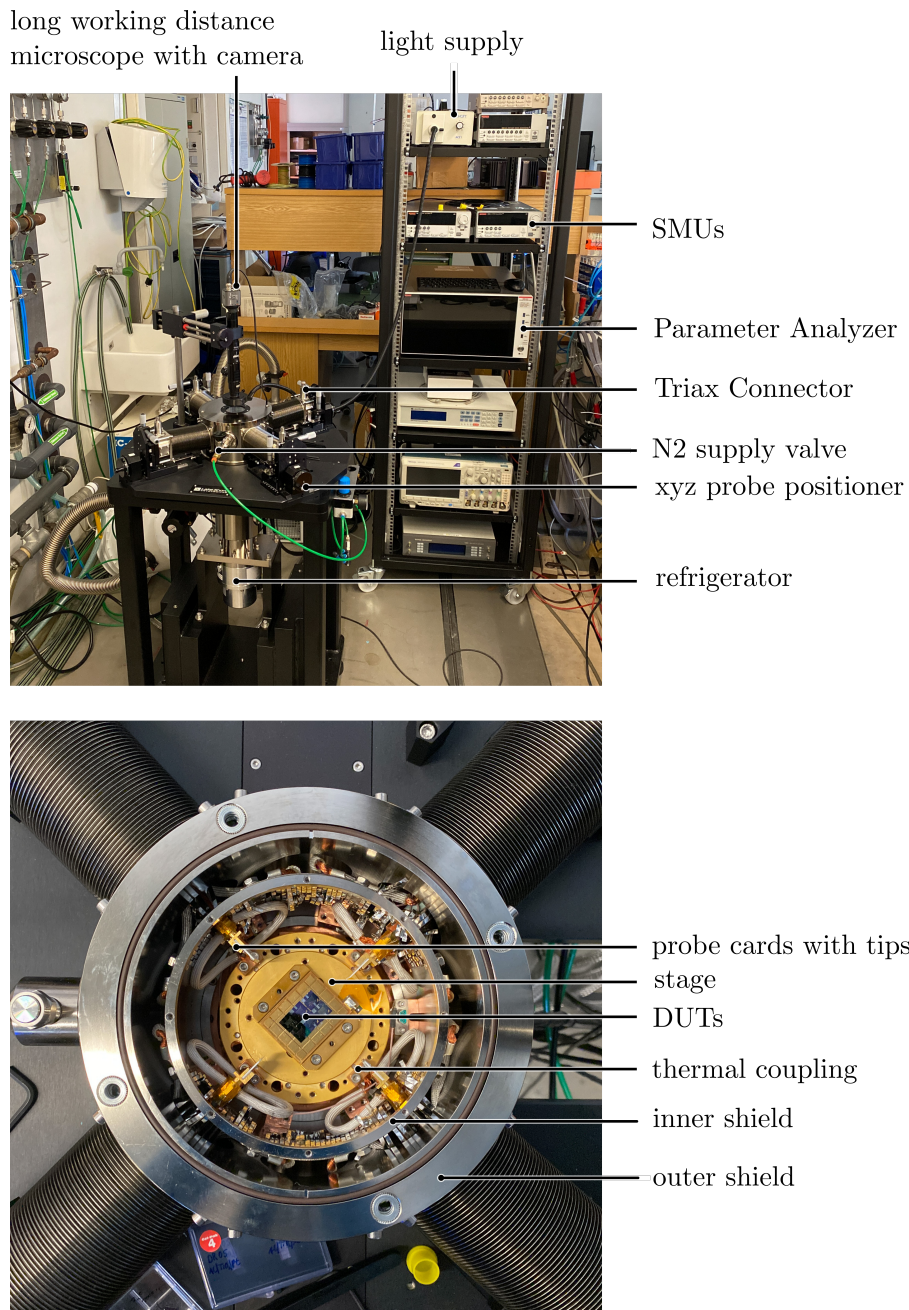 long working distance
microscope with camera
light supply
SMUs
Parameter Analyzer
Triax Connector
N2 supply valve
xyz probe positioner
refrigerator
probe cards with tips
stage
DUTs
thermal coupling
inner shield
outer shield
4